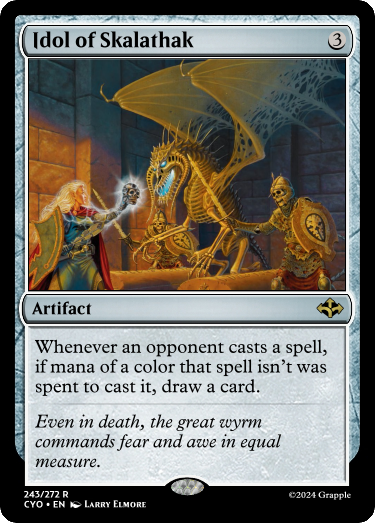 Idol of Skalathak
3
Artifact
Whenever an opponent casts a spell,
if mana of a color that spell isn't was
spent to cast it, draw a card.
Even in death, the great wyrm
commands fear and awe in equal
measure.
243/272 R
CYO • EN Larry Elmore
©2024 Grapple